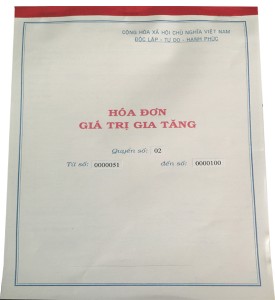 CỘNG HÒA XÃ HỘI CHỦ NGHĨA VIỆT NAM
ĐỘC LẬP - TỰ DO - HẠNH PHÚC
HÓA ĐƠN
GIÁ TRỊ GIA TĂNG
Quyển số: 02
Từ số: 0000051 đến số: 0000100